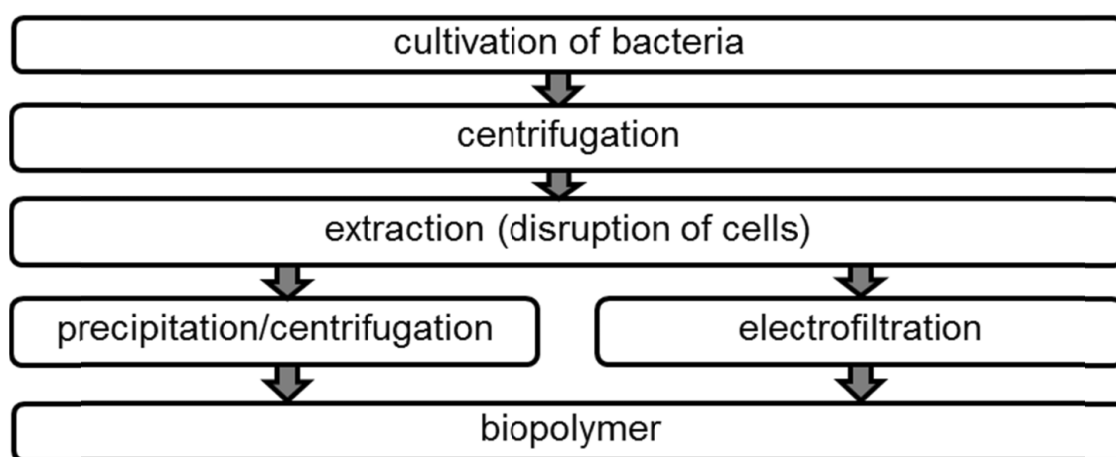 cultivation of bacteria
centrifugation
extraction (disruption of cells)
precipitation/centrifugation
electrofiltration
biopolymer